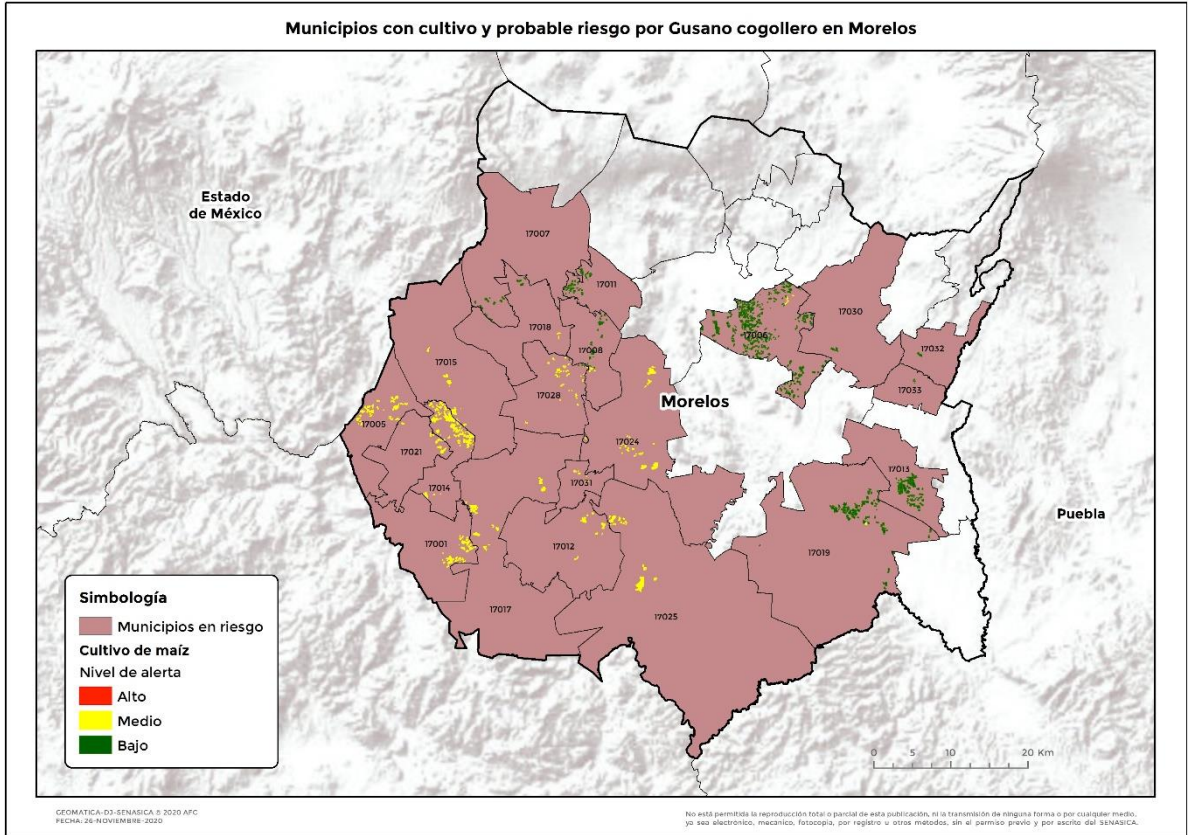 Municipios con cultivo y probable riesgo por Gusano cogollero en Morelos
Estado
de México
17007
17011
17030
17018
17006
17008
17032
17015
17033
17028
Morelos
17005
17024
17021
17013
17014
17031
Puebla
17001
17012
17019
17017
17025
Simbología
Municipios en riesgo
Cultivo de maíz
Nivel de alerta
Alto
Medio
Bajo
0 5 10 20 Km
GEOMATICA-DJ-SENASICA © 2020 AFC
FECHA: 26-NOVIEMBRE-2020
No está permitida la reproducción total o parcial de esta publicación, ni la transmisión de ninguna forma o por cualquier medio,
ya sea electrónico, mecánico, fotocopia, por registro u otros métodos, sin el permiso previo y por escrito del SENASICA.